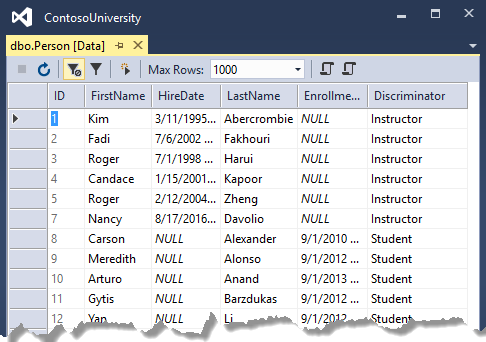 ContosoUniversity
dbo.Person [Data]
Max Rows: 1000
ID FirstName HireDate LastName Enrollme... Discriminator
1 Kim 3/11/1995... Abercrombie NULL Instructor
2 Fadi 7/6/2002 ... Fakhouri NULL Instructor
3 Roger 7/1/1998 ... Harui NULL Instructor
4 Candace 1/15/2001... Kapoor NULL Instructor
5 Roger 2/12/2004... Zheng NULL Instructor
7 Nancy 8/17/2016... Davolio NULL Instructor
8 Carson NULL Alexander 9/1/2010 ... Student
9 Meredith NULL Alonso 9/1/2012 ... Student
10 Arturo NULL Anand 9/1/2013 ... Student
11 Gytis NULL Barzdukas 9/1/2012 ... Student
12 Yan NULL Li 9/1/2012 Student